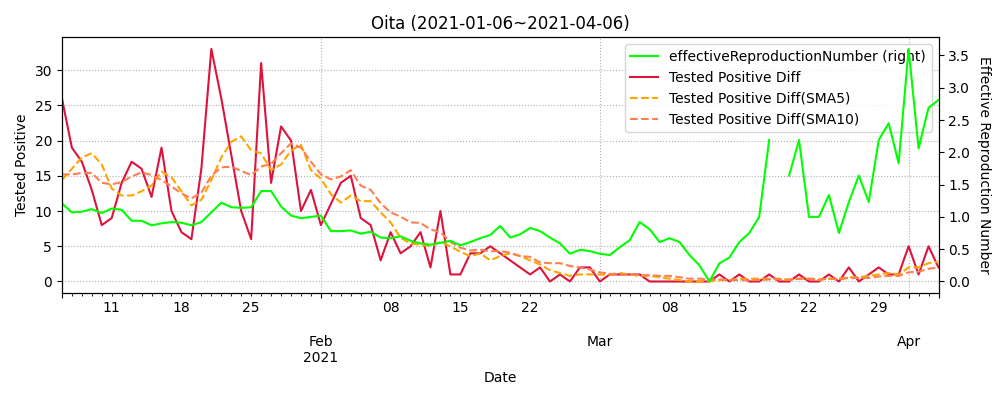 Oita (2021-01-06~2021-04-06)
effectiveReproductionNumber (right)
Tested Positive Diff
Tested Positive Diff(SMA5)
Tested Positive Diff(SMA10)
Tested Positive
30
25
20
15
10
5
0
Effective Reproduction Number
3.5
3.0
2.5
2.0
1.5
1.0
0.5
0.0
11 18 25 08 15 22 08 15 22 29
Feb Mar Apr
2021
Date